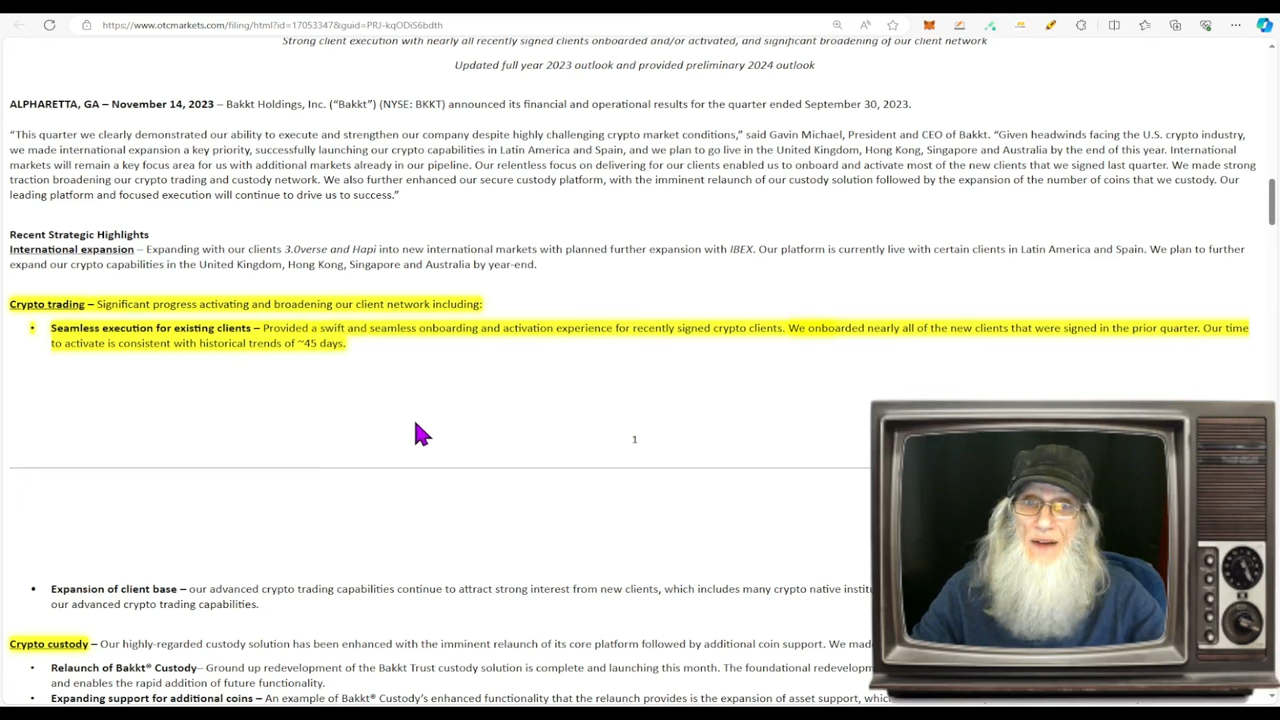 https://www.otcmarkets.com/filing/html?id=17053347&guid=PRJ-kqODiS6bdth
Strong client execution with nearly all recently signed clients onboarded and/or activated, and significant broadening of our client network
Updated full year 2023 outlook and provided preliminary 2024 outlook
ALPHARETTA, GA – November 14, 2023 – Bakkt Holdings, Inc. (“Bakkt”) (NYSE: BKKT) announced its financial and operational results for the quarter ended September 30, 2023.
“This quarter we clearly demonstrated our ability to execute and strengthen our company despite highly challenging crypto market conditions,” said Gavin Michael, President and CEO of Bakkt. “Given headwinds facing the U.S. crypto industry,
we made international expansion a key priority, successfully launching our crypto capabilities in Latin America and Spain, and we plan to go live in the United Kingdom, Hong Kong, Singapore and Australia by the end of this year. International
markets will remain a key focus area for us with additional markets already in our pipeline. Our relentless focus on delivering for our clients enabled us to onboard and activate most of the new clients that we signed last quarter. We made strong
traction broadening our crypto trading and custody network. We also further enhanced our secure custody platform, with the imminent relaunch of our custody solution followed by the expansion of the number of coins that we custody. Our
leading platform and focused execution will continue to drive us to success.”
Recent Strategic Highlights
International expansion – Expanding with our clients 3.0verse and Hapi into new international markets with planned further expansion with IBEX. Our platform is currently live with certain clients in Latin America and Spain. We plan to further
expand our crypto capabilities in the United Kingdom, Hong Kong, Singapore and Australia by year-end.
Crypto trading – Significant progress activating and broadening our client network including:
• Seamless execution for existing clients – Provided a swift and seamless onboarding and activation experience for recently signed crypto clients. We onboarded nearly all of the new clients that were signed in the prior quarter. Our time
to activate is consistent with historical trends of ~45 days.
1
• Expansion of client base – our advanced crypto trading capabilities continue to attract strong interest from new clients, which includes many crypto native
our advanced crypto trading capabilities.
Crypto custody – Our highly-regarded custody solution has been enhanced with the imminent relaunch of its core platform followed by additional coin support. We
• Relaunch of Bakkt® Custody– Ground up redevelopment of the Bakkt Trust custody solution is complete and launching this month. The foundational
and enables the rapid addition of future functionality.
• Expanding support for additional coins – An example of Bakkt® Custody’s enhanced functionality that the relaunch provides is the expansion of asset support,